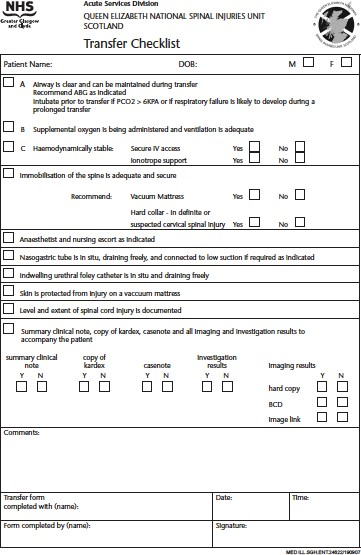 NHS
Greater Glasgow
and Clyde
Acute Services Division
QUEEN ELIZABETH NATIONAL SPINAL INJURIES UNIT
SCOTLAND
Transfer Checklist
Patient Name: DOB: M F
A Airway is clear and can be maintained during transfer
Recommend ABG as indicated
Intubate prior to transfer if PCO2 > 6KPA or if respiratory failure is likely to develop during a
prolonged transfer
B Supplemental oxygen is being administered and ventilation is adequate
C Haemodynamically stable: Secure IV access Yes No
Ionotrope support Yes No
Immobilisation of the spine is adequate and secure
Recommend: Vacuum Mattress Yes No
Hard collar - in definite or
suspected cervical spinal injury Yes No
Anaesthetist and nursing escort as indicated
Nasogastric tube is in situ, draining freely, and connected to low suction if required as indicated
Indwelling urethral foley catheter is in situ and draining freely
Skin is protected from injury on a vaccuum mattress
Level and extent of spinal cord injury is documented
Summary clinical note, copy of kardex, casenote and all imaging and investigation results to
accompany the patient
summary clinical note Y N
copy of kardex Y N
casenote Y N
investigation results Y N
imaging results Y N
hard copy
BCD
image link
Comments:
Transfer form
completed with (name): Date: Time:
Form completed by (name): Signature:
MED.ILL.SGH.ENT.24622/190907